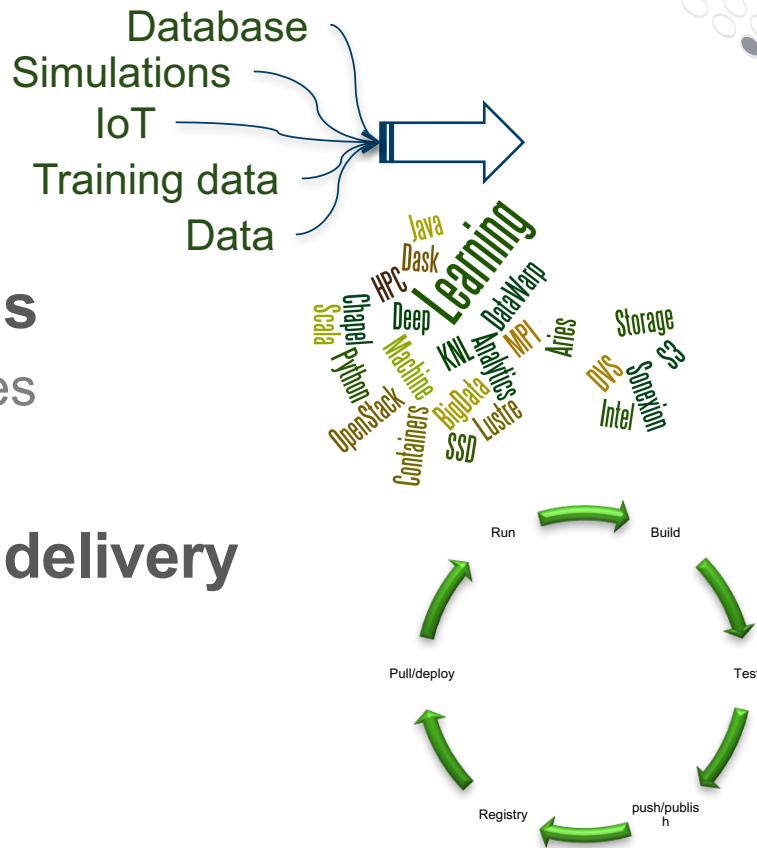 Database
Simulations
IoT
Training data
Data
Java
Dask
HPC
Learning
DataWarp
Deep
Chapel
Scala
Python
Machine
KNL
Analytics
MPI
Aries
Storage
S3
DVS
Sonexion
Intel
OpenStack
Containers
BigData
SSD
Lustre
s
es
delivery
Run
Build
Pull/deploy
Test
Registry
push/publis
h